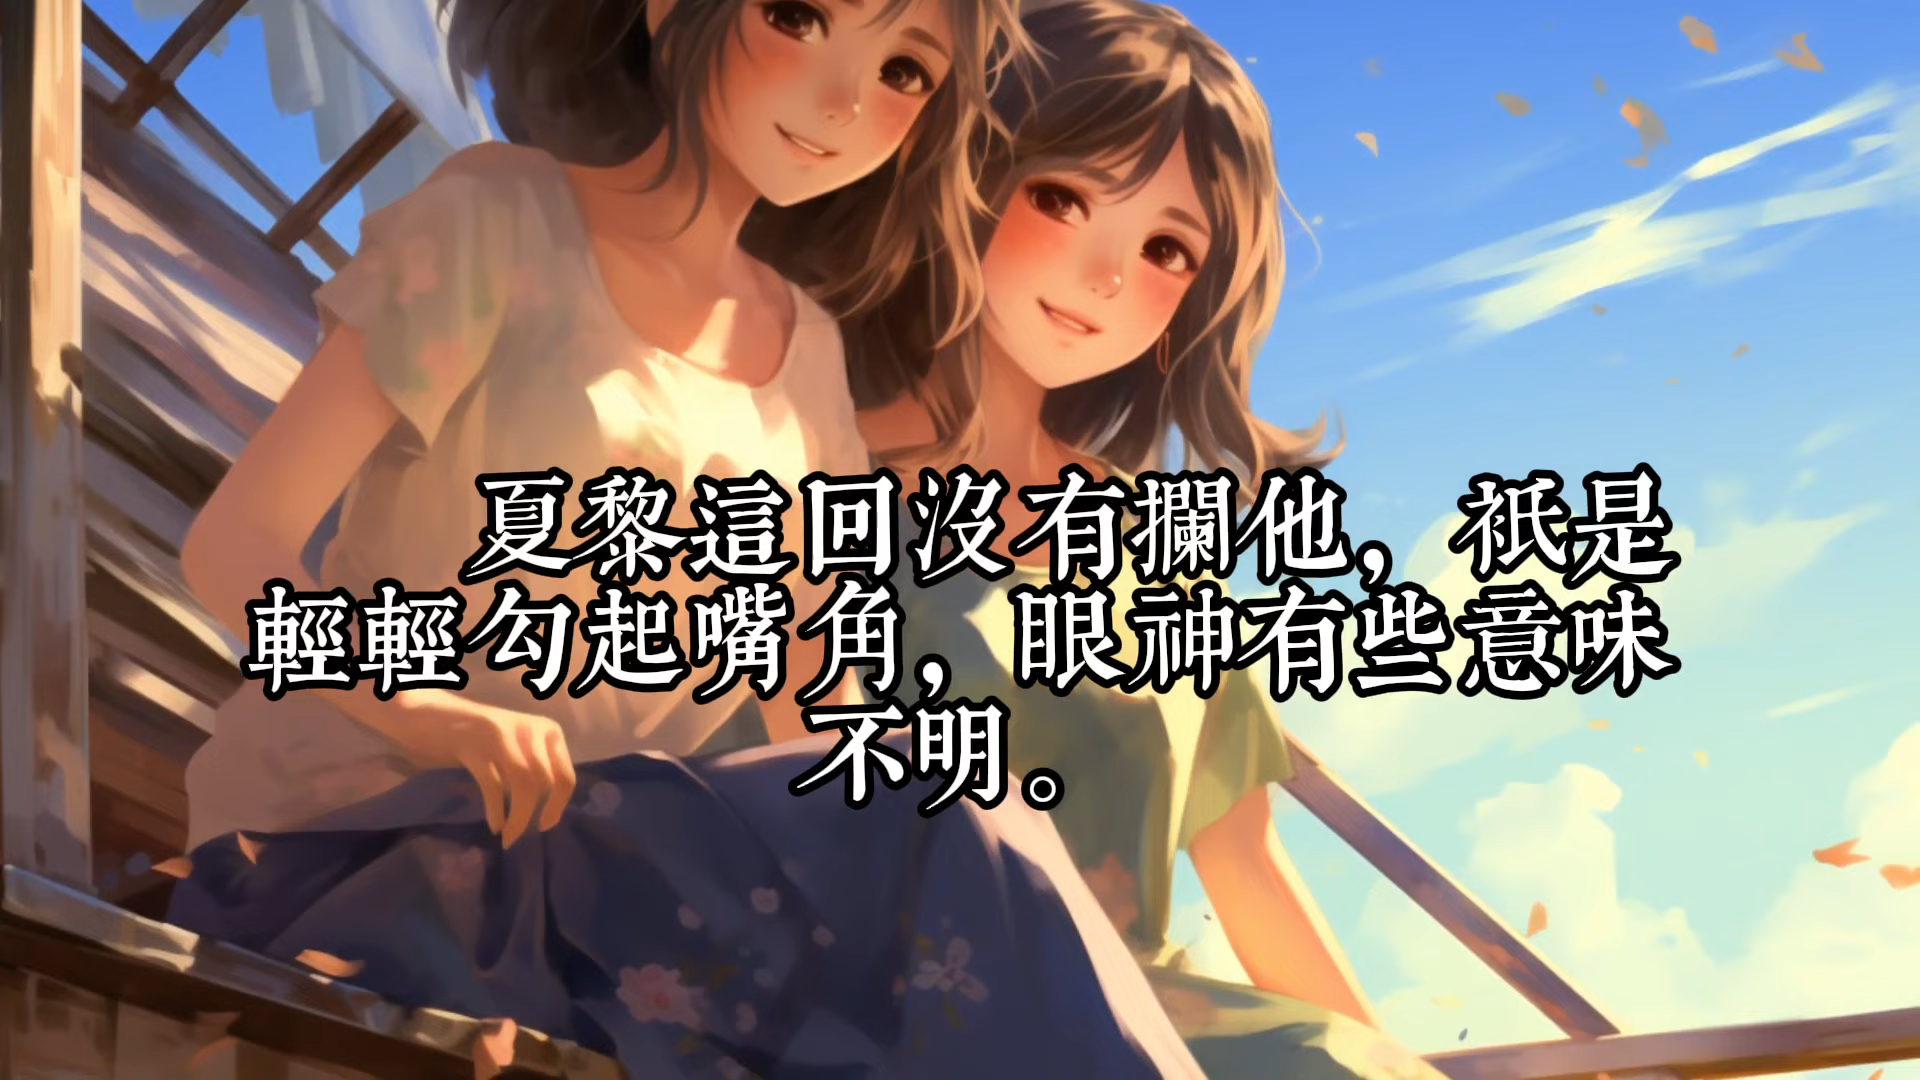 夏黎這回沒有攔他，祇是
輕輕勾起嘴角，眼神有些意味
不明。